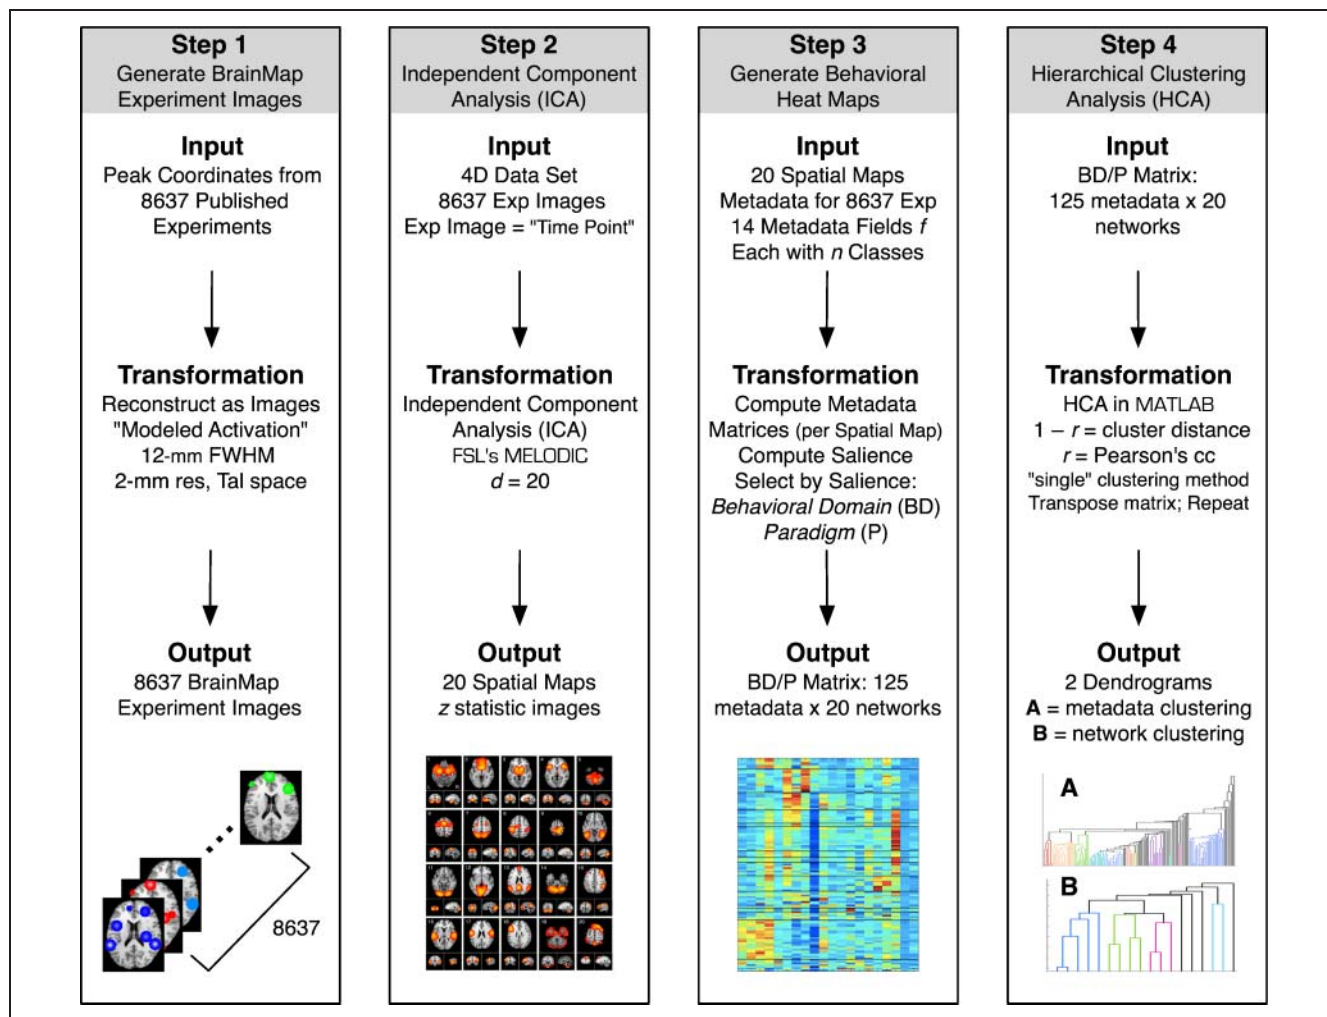 Step 1
Generate BrainMap
Experiment Images
Input
Peak Coordinates from
8637 Published
Experiments
Transformation
Reconstruct as Images
"Modeled Activation"
12-mm FWHM
2-mm res, Tal space
Output
8637 BrainMap
Experiment Images
8637
Step 2
Independent Component
Analysis (ICA)
Input
4D Data Set
8637 Exp Images
Exp Image = "Time Point"
Transformation
Independent Component
Analysis (ICA)
FSL's MELODIC
d = 20
Output
20 Spatial Maps
z statistic images
Step 3
Generate Behavioral
Heat Maps
Input
20 Spatial Maps
Metadata for 8637 Exp
14 Metadata Fields f
Each with n Classes
Transformation
Compute Metadata
Matrices (per Spatial Map)
Compute Salience
Select by Salience:
Behavioral Domain (BD)
Paradigm (P)
Output
BD/P Matrix: 125
metadata x 20 networks
Step 4
Hierarchical Clustering
Analysis (HCA)
Input
BD/P Matrix:
125 metadata x 20
networks
Transformation
HCA in MATLAB
1 – r = cluster distance
r = Pearson's cc
"single" clustering method
Transpose matrix; Repeat
Output
2 Dendrograms
A = metadata clustering
B = network clustering
A
B